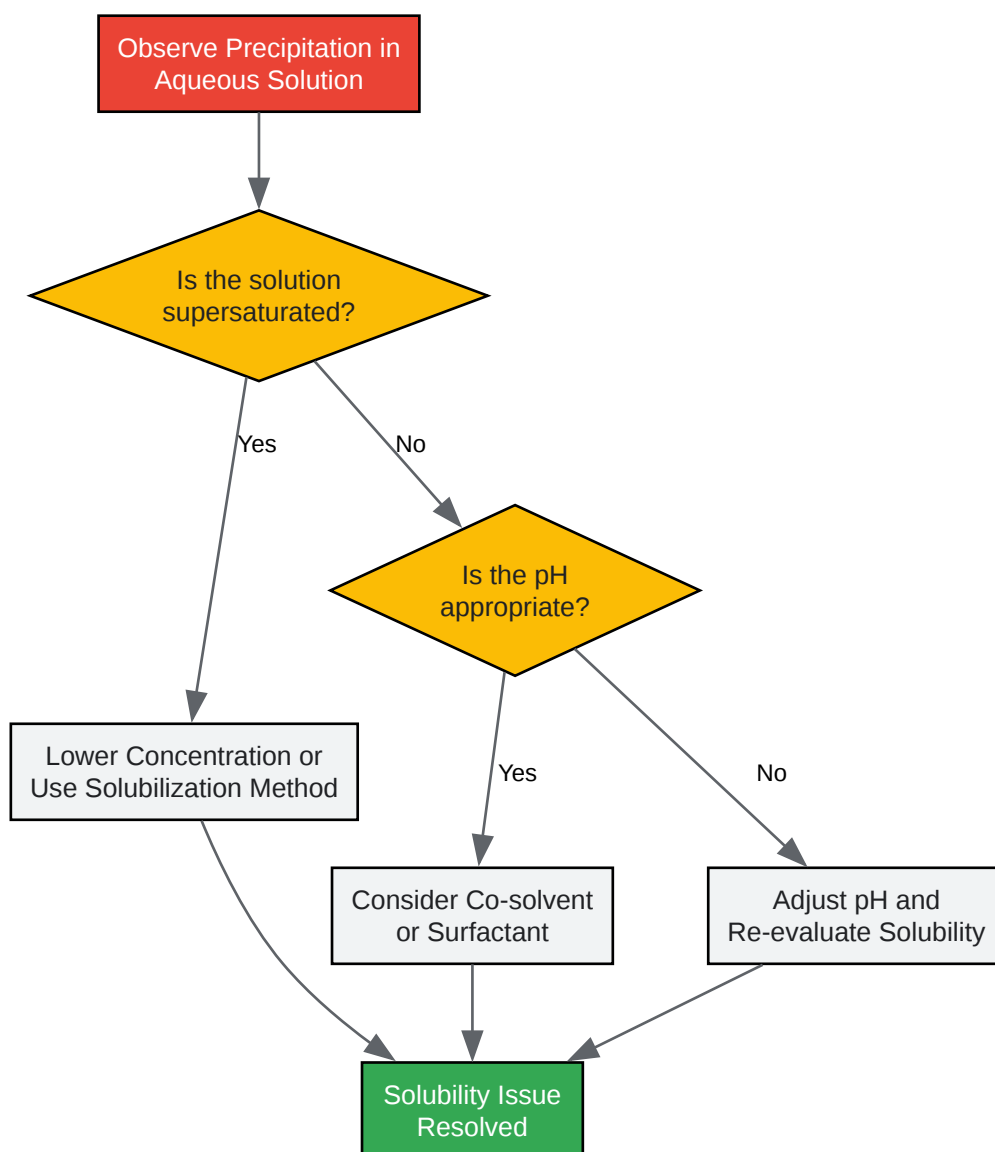 Observe Precipitation in
Aqueous Solution
Is the solution
supersaturated?
Yes
No
Is the pH
appropriate?
Lower Concentration or
Use Solubilization Method
Yes
No
Consider Co-solvent
or Surfactant
Adjust pH and
Re-evaluate Solubility
Solubility Issue
Resolved